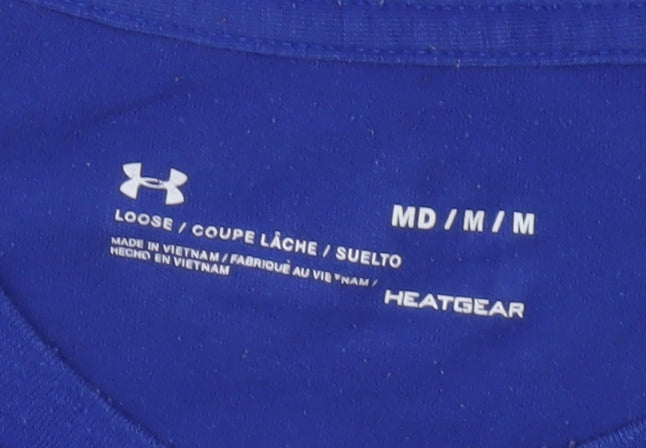 MD / M / M
LOOSE / COUPE LÂCHE / SUELTO
MADE IN VIETNAM / FABRIQUÉ AU VIETNAM /
HECHO EN VIETNAM
HEATGEAR